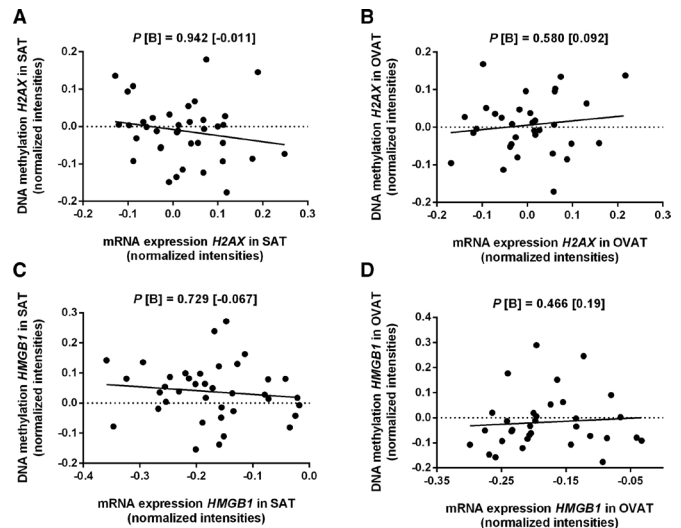 A
P [B] = 0.942 [-0.011]
DNA methylation H2AX in SAT
(normalized intensities)
0.2
0.1
0.0
-0.1
-0.2
-0.2 -0.1 0.0 0.1 0.2 0.3
mRNA expression H2AX in SAT
(normalized intensities)
B
P [B] = 0.580 [0.092]
DNA methylation H2AX in OVAT
(normalized intensities)
0.2
0.1
0.0
-0.1
-0.2
-0.2 -0.1 0.0 0.1 0.2 0.3
mRNA expression H2AX in OVAT
(normalized intensities)
C
P [B] = 0.729 [-0.067]
DNA methylation HMGB1 in SAT
(normalized intensities)
0.3
0.2
0.1
0.0
-0.1
-0.2
-0.4 -0.3 -0.2 -0.1 0.0
mRNA expression HMGB1 in SAT
(normalized intensities)
D
P [B] = 0.466 [0.19]
DNA methylation HMGB1 in OVAT
(normalized intensities)
0.4
0.3
0.2
0.1
0.0
-0.1
-0.2
-0.35 -0.25 -0.15 -0.05
mRNA expression HMGB1 in OVAT
(normalized intensities)